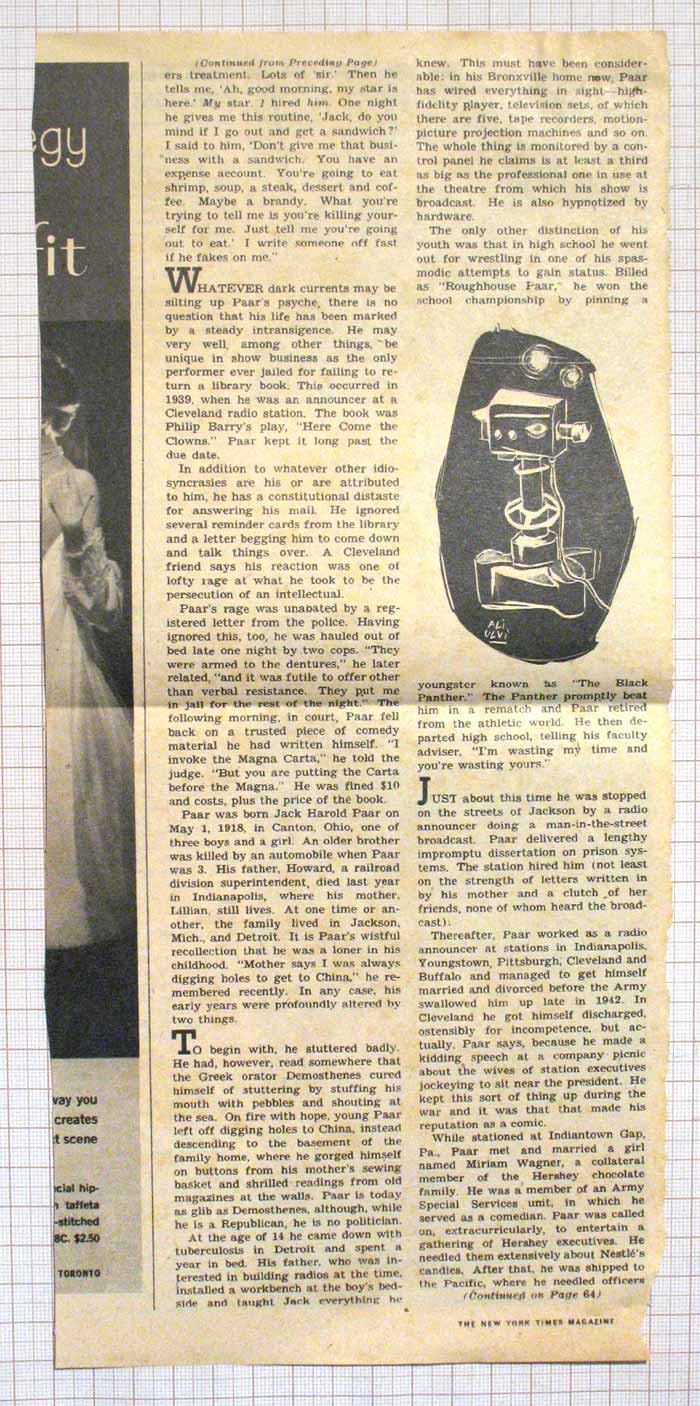 egy
fit
way you
creates
t scene
cial hip-
n taffeta
-stitched
8C. $2.50
TORONTO
(Continued from Preceding Page)
ers treatment. Lots of 'sir.' Then he
tells me, 'Ah, good morning, my star is
here.' My star. I hired him. One night
he gives me this routine, 'Jack, do you
mind if I go out and get a sandwich?'
I said to him, 'Don't give me that busi-
ness with a sandwich. You have an
expense account. You're going to eat
shrimp, soup, a steak, dessert and cof-
fee. Maybe a brandy. What you're
trying to tell me is you're killing your-
self for me. Just tell me you're going
out to eat.' I write someone off fast
if he fakes on me."
WHATEVER dark currents may be
silting up Paar's psyche, there is no
question that his life has been marked
by a steady intransigence. He may
very well, among other things, be
unique in show business as the only
performer ever jailed for failing to re-
turn a library book. This occurred in
1939, when he was an announcer at a
Cleveland radio station. The book was
Philip Barry's play, "Here Come the
Clowns." Paar kept it long past the
due date.
In addition to whatever other idio-
syncrasies are his or are attributed
to him, he has a constitutional distaste
for answering his mail. He ignored
several reminder cards from the library
and a letter begging him to come down
and talk things over. A Cleveland
friend says his reaction was one of
lofty rage at what he took to be the
persecution of an intellectual.
Paar's rage was unabated by a reg-
istered letter from the police. Having
ignored this, too, he was hauled out of
bed late one night by two cops. "They
were armed to the dentures," he later
related, "and it was futile to offer other
than verbal resistance. They put me
in jail for the rest of the night." The
following morning, in court, Paar fell
back on a trusted piece of comedy
material he had written himself. "I
invoke the Magna Carta," he told the
judge. "But you are putting the Carta
before the Magna." He was fined $10
and costs, plus the price of the book.
Paar was born Jack Harold Paar on
May 1, 1918, in Canton, Ohio, one of
three boys and a girl. An older brother
was killed by an automobile when Paar
was 3. His father, Howard, a railroad
division superintendent, died last year
in Indianapolis, where his mother,
Lillian, still lives. At one time or an-
other, the family lived in Jackson,
Mich., and Detroit. It is Paar's wistful
recollection that he was a loner in his
childhood. "Mother says I was always
digging holes to get to China," he re-
membered recently. In any case, his
early years were profoundly altered by
two things.
TO begin with, he stuttered badly.
He had, however, read somewhere that
the Greek orator Demosthenes cured
himself of stuttering by stuffing his
mouth with pebbles and shouting at
the sea. On fire with hope, young Paar
left off digging holes to China, instead
descending to the basement of the
family home, where he gorged himself
on buttons from his mother's sewing
basket and shrilled readings from old
magazines at the walls. Paar is today
as glib as Demosthenes, although, while
he is a Republican, he is no politician.
At the age of 14 he came down with
tuberculosis in Detroit and spent a
year in bed. His father, who was in-
terested in building radios at the time,
installed a workbench at the boy's bed-
side and taught Jack everything he
knew. This must have been consider-
able: in his Bronxville home now, Paar
has wired everything in sight—high-
fidelity player, television sets, of which
there are five, tape recorders, motion-
picture projection machines and so on.
The whole thing is monitored by a con-
trol panel he claims is at least a third
as big as the professional one in use at
the theatre from which his show is
broadcast. He is also hypnotized by
hardware.
The only other distinction of his
youth was that in high school he went
out for wrestling in one of his spas-
modic attempts to gain status. Billed
as "Roughhouse Paar," he won the
school championship by pinning a
ALI
ULVI
youngster known as "The Black
Panther." The Panther promptly beat
him in a rematch and Paar retired
from the athletic world. He then de-
parted high school, telling his faculty
adviser, "I'm wasting my time and
you're wasting yours."
JUST about this time he was stopped
on the streets of Jackson by a radio
announcer doing a man-in-the-street
broadcast. Paar delivered a lengthy
impromptu dissertation on prison sys-
tems. The station hired him (not least
on the strength of letters written in
by his mother and a clutch of her
friends, none of whom heard the broad-
cast).
Thereafter, Paar worked as a radio
announcer at stations in Indianapolis,
Youngstown, Pittsburgh, Cleveland and
Buffalo and managed to get himself
married and divorced before the Army
swallowed him up late in 1942. In
Cleveland he got himself discharged,
ostensibly for incompetence, but ac-
tually, Paar says, because he made a
kidding speech at a company picnic
about the wives of station executives
jockeying to sit near the president. He
kept this sort of thing up during the
war and it was that that made his
reputation as a comic.
While stationed at Indiantown Gap,
Pa., Paar met and married a girl
named Miriam Wagner, a collateral
member of the Hershey chocolate
family. He was a member of an Army
Special Services unit, in which he
served as a comedian. Paar was called
on, extracurricularly, to entertain a
gathering of Hershey executives. He
needled them extensively about Nestlé's
candies. After that, he was shipped to
the Pacific, where he needled officers
(Continued on Page 64)
THE NEW YORK TIMES MAGAZINE